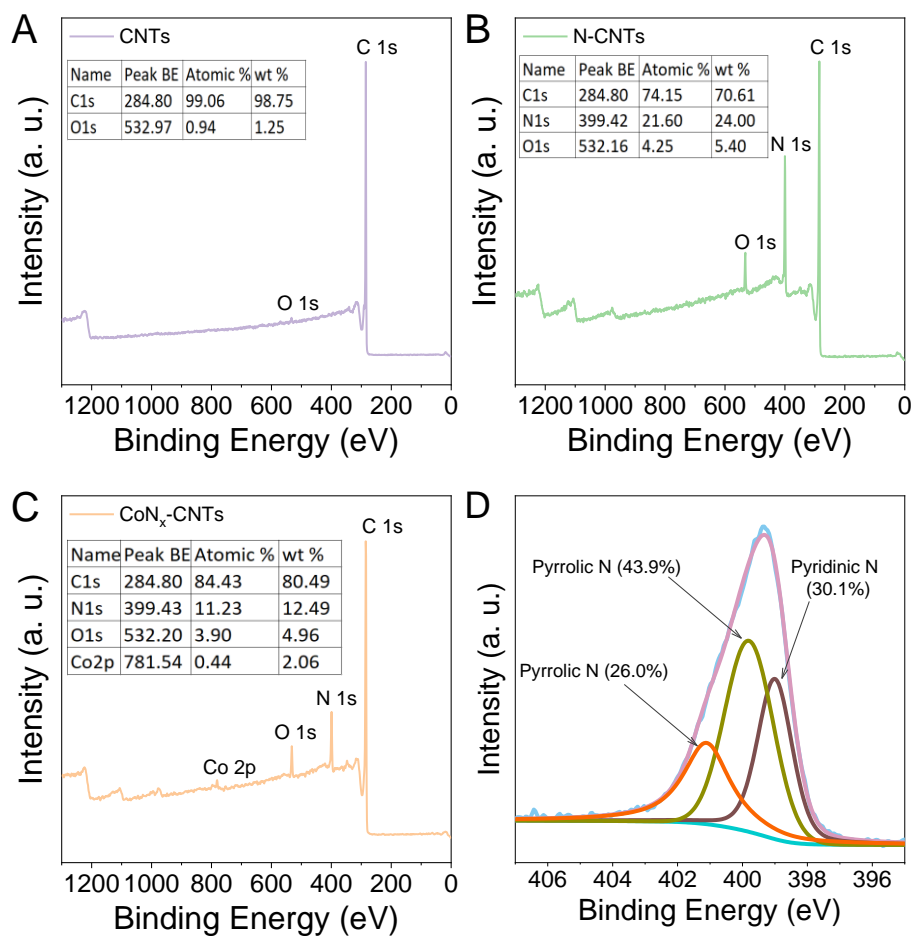 A
CNTs
C 1s
Name Peak BE Atomic % wt %
C1s 284.80 99.06 98.75
O1s 532.97 0.94 1.25
O 1s
Intensity (a. u.)
1200 1000 800 600 400 200 0
Binding Energy (eV)
B
N-CNTs
C 1s
Name Peak BE Atomic % wt %
C1s 284.80 74.15 70.61
N1s 399.42 21.60 24.00
O1s 532.16 4.25 5.40
N 1s
O 1s
Intensity (a. u.)
1200 1000 800 600 400 200 0
Binding Energy (eV)
C
CoNx-CNTs
C 1s
Name Peak BE Atomic % wt %
C1s 284.80 84.43 80.49
N1s 399.43 11.23 12.49
O1s 532.20 3.90 4.96
Co2p 781.54 0.44 2.06
N 1s
O 1s
Co 2p
Intensity (a. u.)
1200 1000 800 600 400 200 0
Binding Energy (eV)
D
Pyrrolic N (43.9%)
Pyridinic N
(30.1%)
Pyrrolic N (26.0%)
Intensity (a. u.)
406 404 402 400 398 396
Binding Energy (eV)